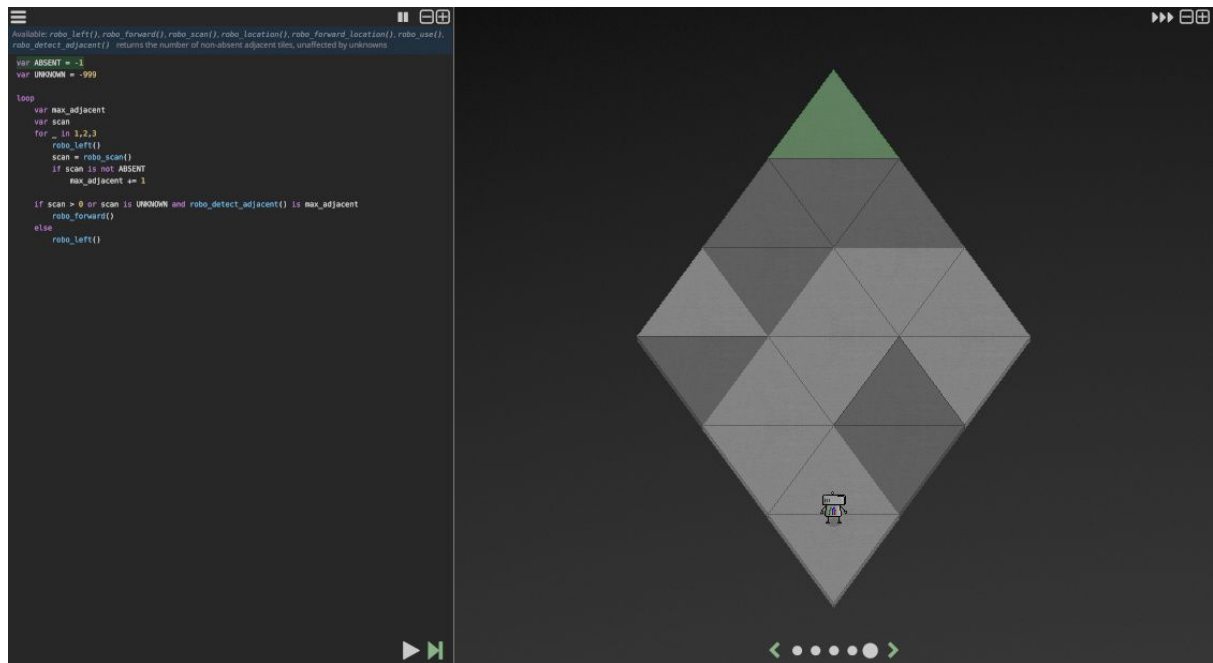 Available: robo_left(), robo_forward(), robo_scan(), robo_location(), robo_forward_location(), robo_use(),
robo_detect_adjacent() returns the number of non-absent adjacent tiles, unaffected by unknowns
var ABSENT = -1
var UNKNOWN = -999
loop
var max_adjacent
var scan
for _ in 1,2,3
robo_left()
scan = robo_scan()
if scan is not ABSENT
max_adjacent += 1
if scan > 0 or scan is UNKNOWN and robo_detect_adjacent() is max_adjacent
robo_forward()
else
robo_left()